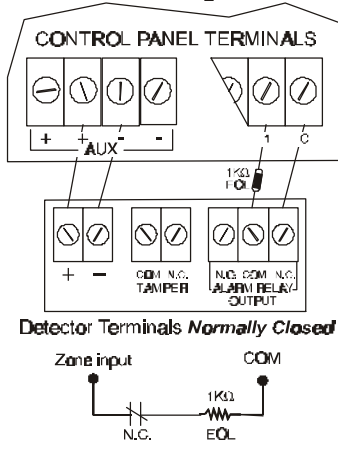 CONTROL PANEL TERMINALS
+ + - - 1 C
AUX
1KΩ
EOL
+ - COM N.C. N.O. COM N.C.
TAMPER ALARM RELAY
OUTPUT
Detector Terminals Normally Closed
Zone input COM
1KΩ
N.C. EOL